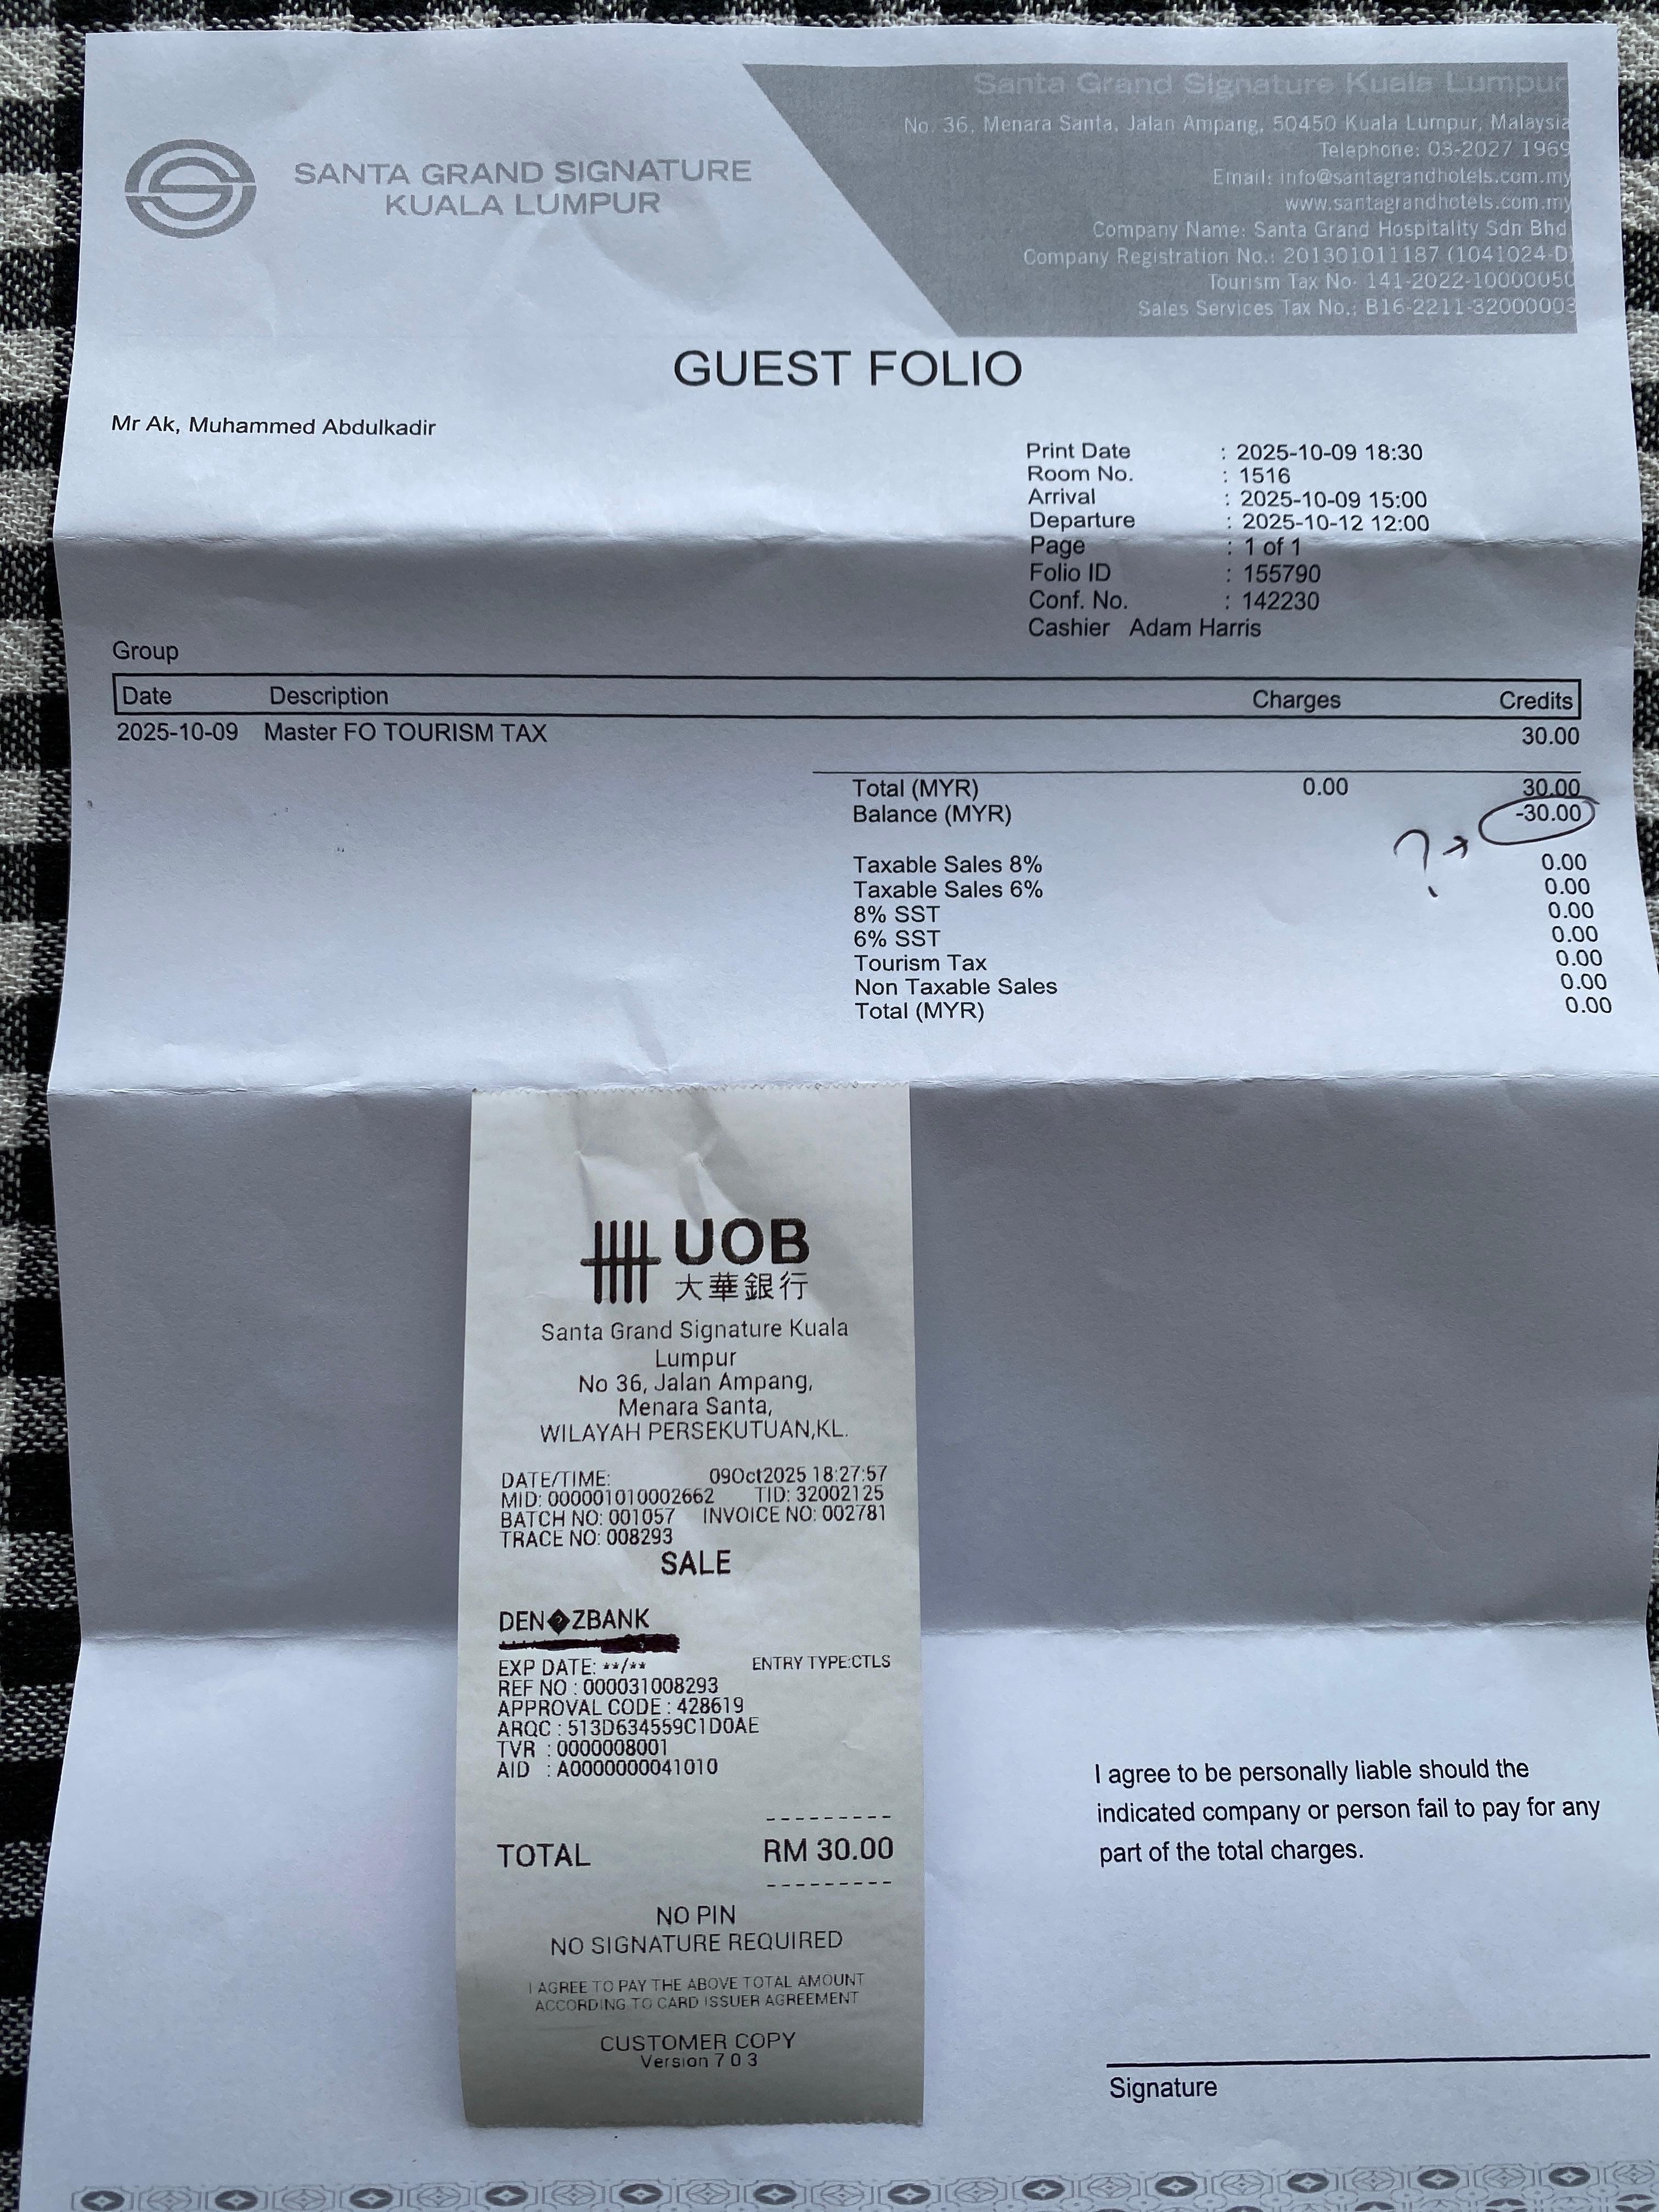 Santa Grand Signature Kuala Lumpur
No. 36, Menara Santa, Jalan Ampang, 50450 Kuala Lumpur, Malaysia
Telephone: 03-2027 1969
Email: info@santagrandhotels.com.my
www.santagrandhotels.com.my
Company Name: Santa Grand Hospitality Sdn Bhd
Company Registration No.: 201301011187 (1041024-D)
Tourism Tax No- 141-2022-10000050
Sales Services Tax No.: B16-2211-32000003
SANTA GRAND SIGNATURE
KUALA LUMPUR
GUEST FOLIO
Mr Ak, Muhammed Abdulkadir
Print Date : 2025-10-09 18:30
Room No. : 1516
Arrival : 2025-10-09 15:00
Departure : 2025-10-12 12:00
Page : 1 of 1
Folio ID : 155790
Conf. No. : 142230
Cashier Adam Harris
Group
Date Description Charges Credits
2025-10-09 Master FO TOURISM TAX 30.00
Total (MYR) 0.00 30.00
Balance (MYR) -30.00
?
Taxable Sales 8% 0.00
Taxable Sales 6% 0.00
8% SST 0.00
6% SST 0.00
Tourism Tax 0.00
Non Taxable Sales 0.00
Total (MYR) 0.00
UOB
大華銀行
Santa Grand Signature Kuala
Lumpur
No 36, Jalan Ampang,
Menara Santa,
WILAYAH PERSEKUTUAN,KL.
DATE/TIME: 09Oct2025 18:27:57
MID: 000001010002662 TID: 32002125
BATCH NO: 001057 INVOICE NO: 002781
TRACE NO: 008293
SALE
DEN�ZBANK
EXP DATE: **/** ENTRY TYPE:CTLS
REF NO : 000031008293
APPROVAL CODE : 428619
ARQC : 513D634559C1D0AE
TVR : 0000008001
AID : A0000000041010
TOTAL RM 30.00
NO PIN
NO SIGNATURE REQUIRED
I AGREE TO PAY THE ABOVE TOTAL AMOUNT
ACCORDING TO CARD ISSUER AGREEMENT
CUSTOMER COPY
Version 7 0 3
I agree to be personally liable should the
indicated company or person fail to pay for any
part of the total charges.
Signature